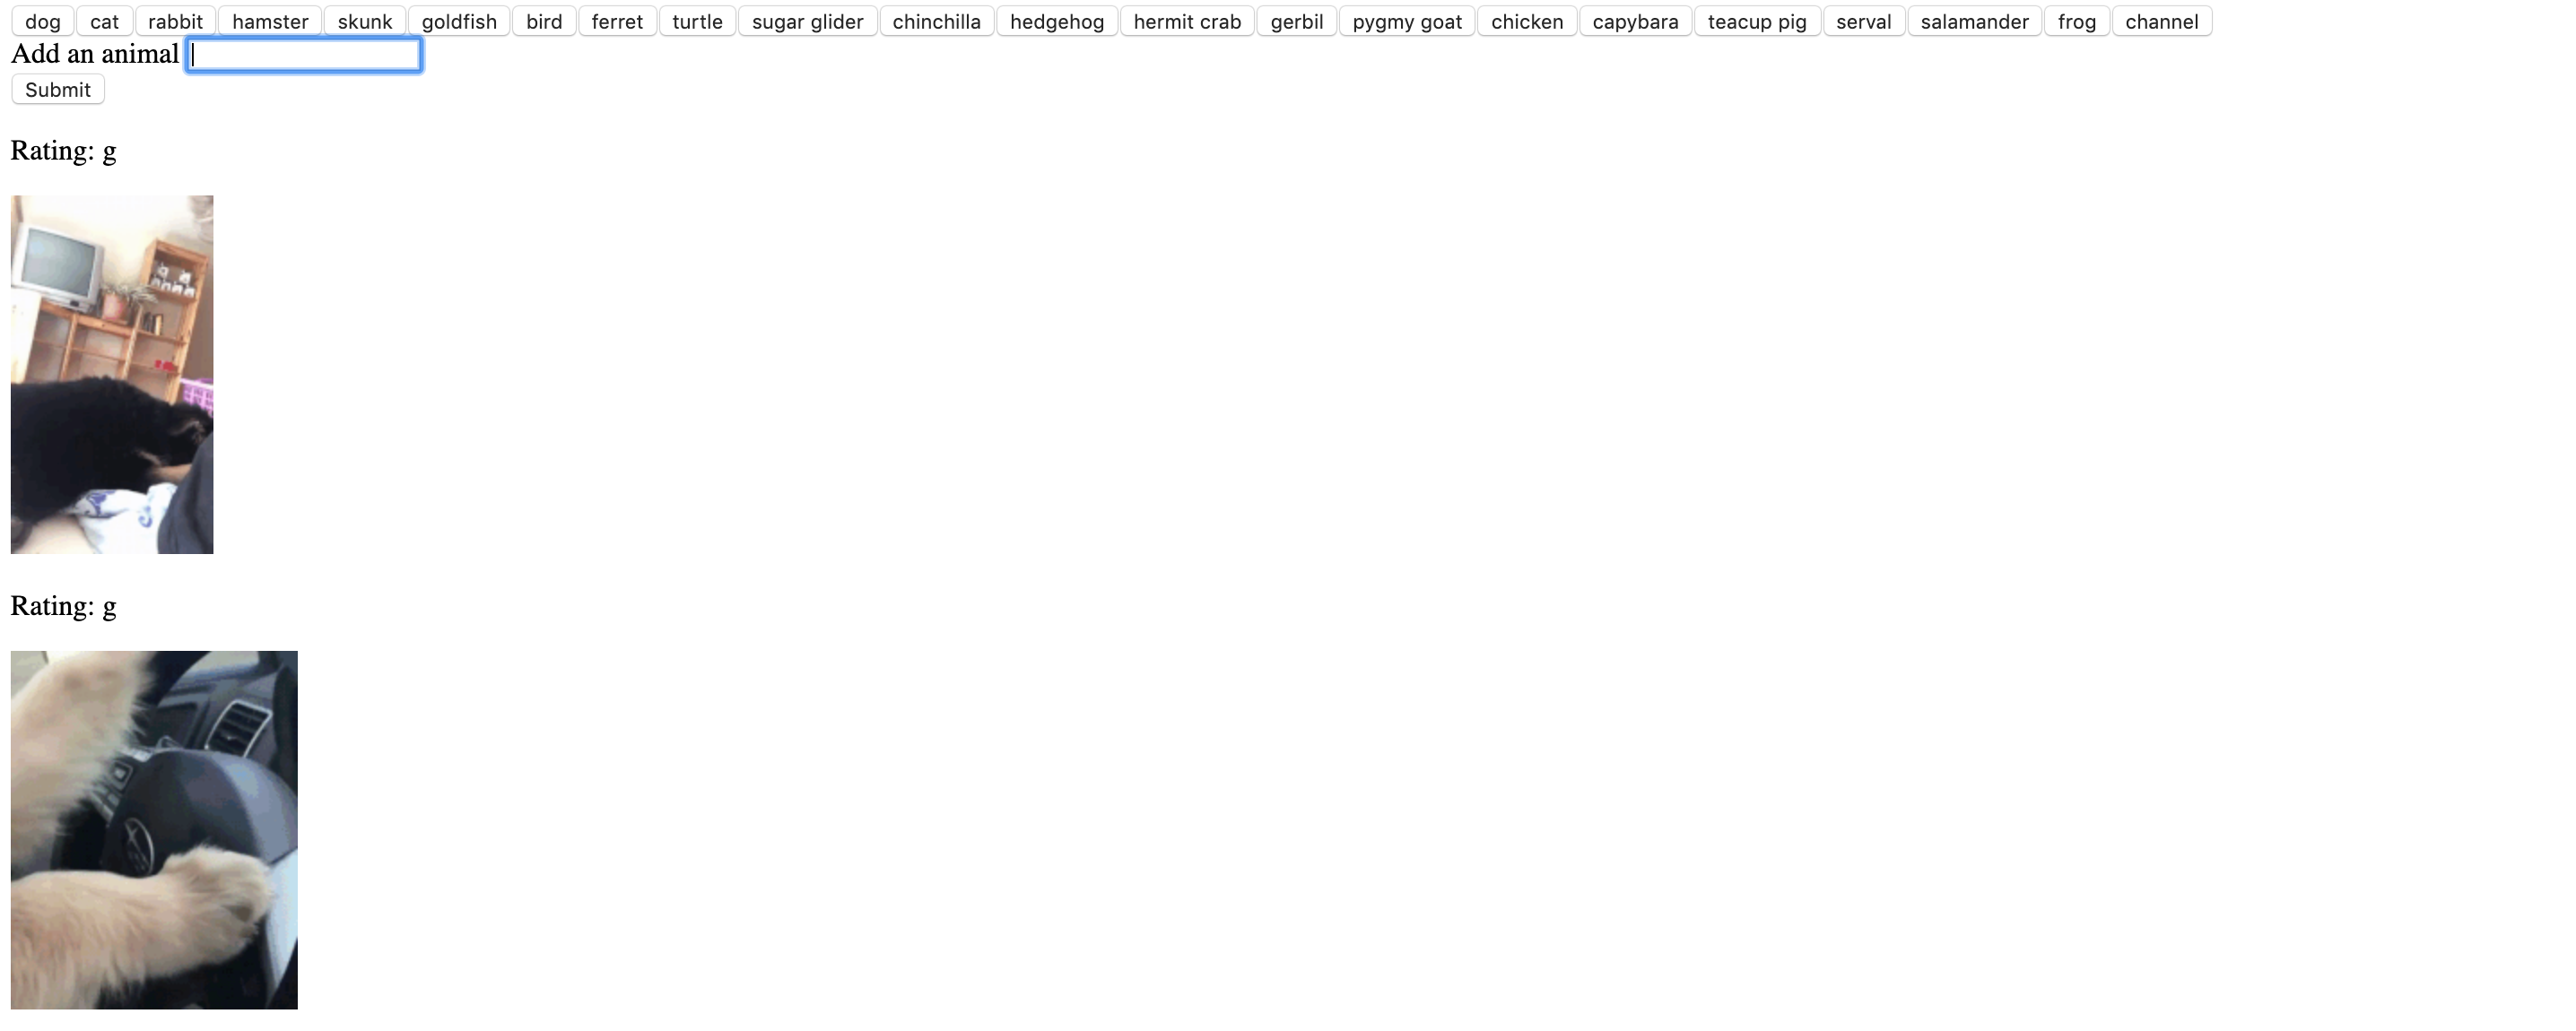 dog cat rabbit hamster skunk goldfish bird ferret turtle sugar glider chinchilla hedgehog hermit crab gerbil pygmy goat chicken capybara teacup pig serval salamander frog channel
Add an animal
Submit
Rating: g
Rating: g